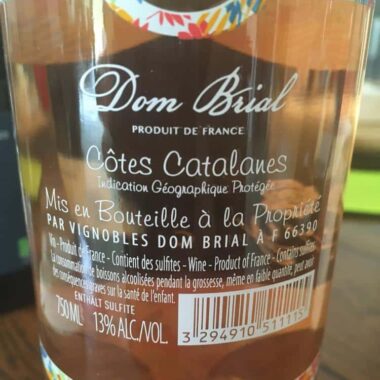 Dom Brial
PRODUIT DE FRANCE
Côtes Catalanes
Indication Géographique Protégée
Mis en Bouteille à la Propriété
PAR VIGNOBLES DOM BRIAL À F 66390
Vin - Produit de France - Contient des sulfites - Wine - Product of France - Contains sulfites
la consommation de boissons alcoolisées pendant la grossesse, même en faible quantité, peut avoir
des conséquences graves sur la santé de l'enfant.
ENTHÄLT SULFITE
750 ML 13% ALC./VOL.
3 294910 511115